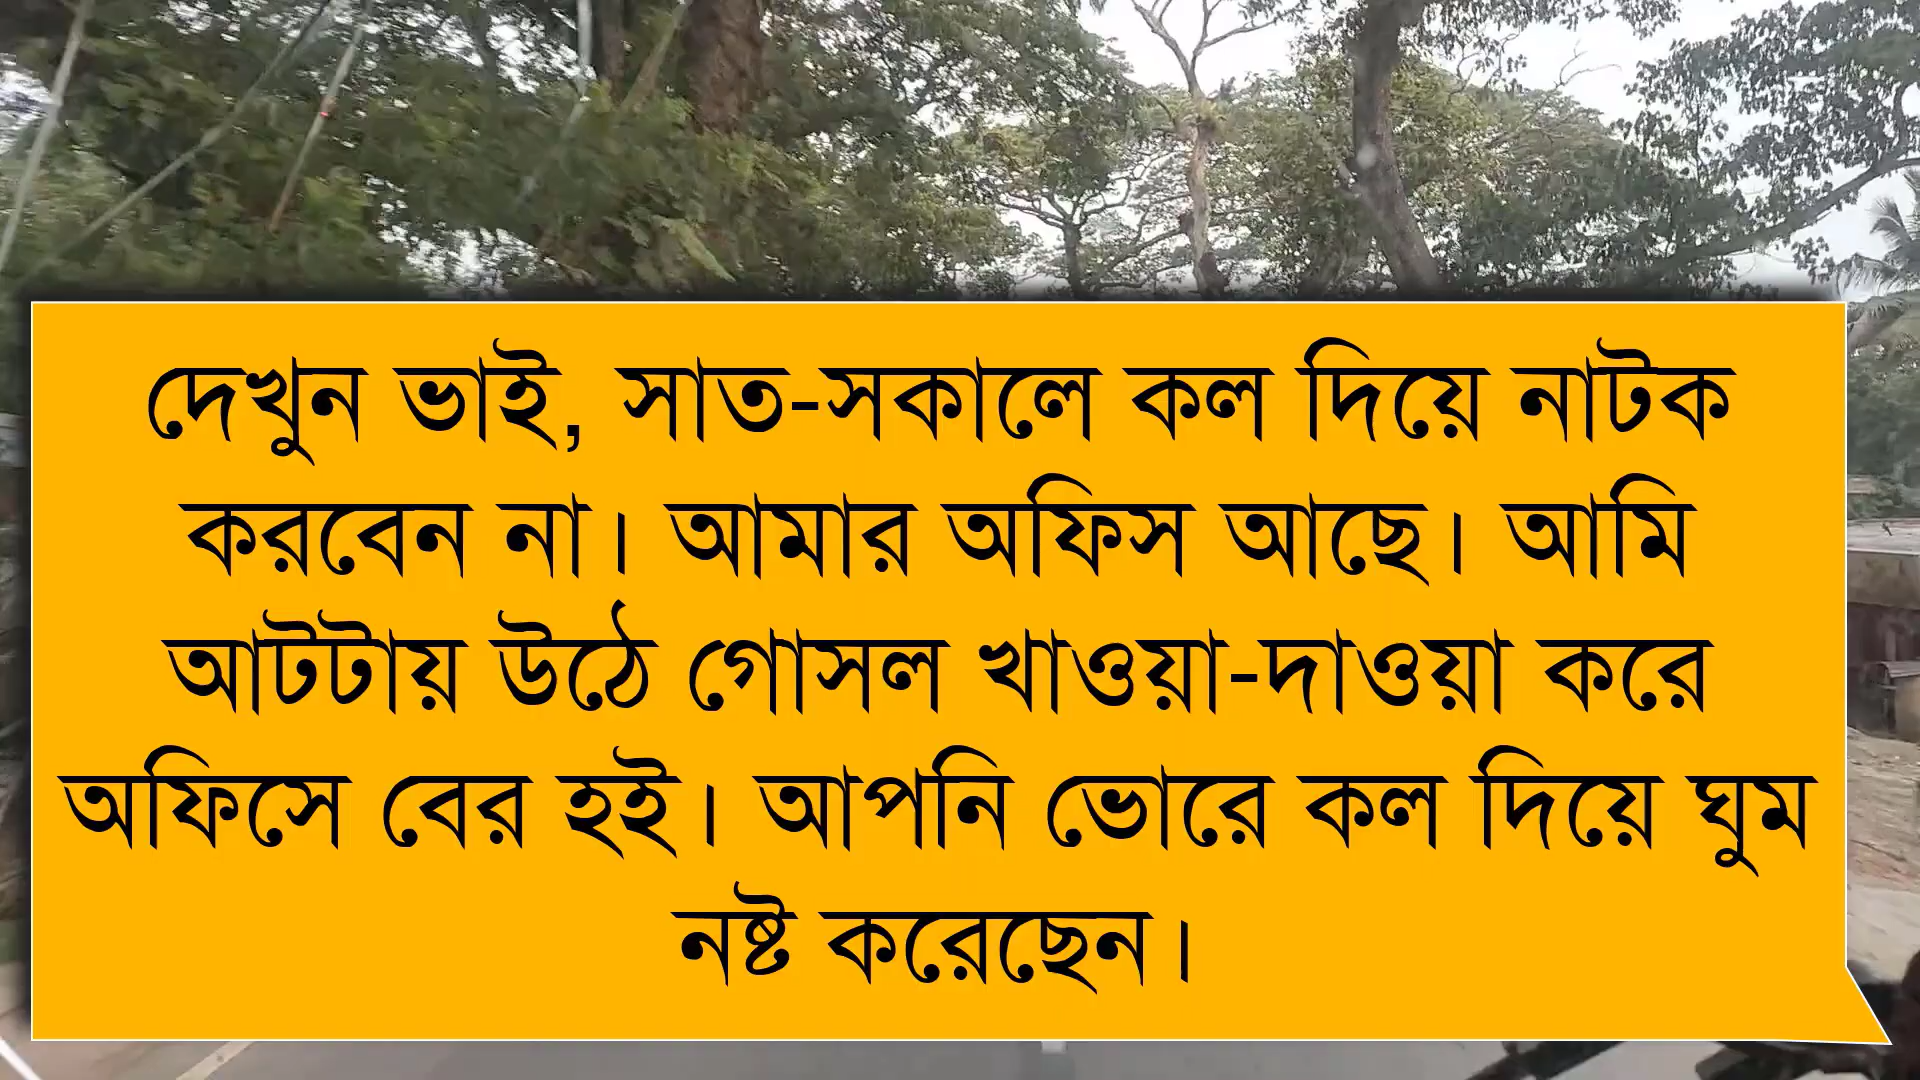 দেখুন ভাই, সাত-সকালে কল দিয়ে নাটক
করবেন না। আমার অফিস আছে। আমি
আটটায় উঠে গোসল খাওয়া-দাওয়া করে
অফিসে বের হই। আপনি ভোরে কল দিয়ে ঘুম
নষ্ট করেছেন।